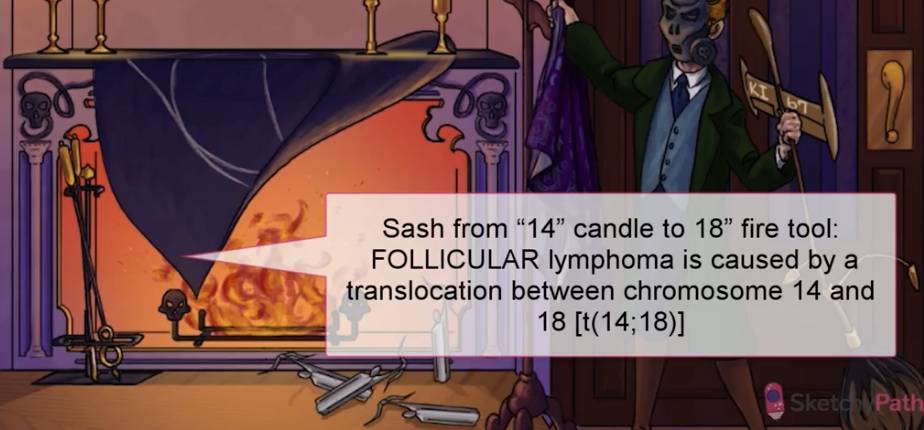 KI 67
Sash from “14” candle to 18” fire tool:
FOLLICULAR lymphoma is caused by a
translocation between chromosome 14 and
18 [t(14;18)]
SketchyPath